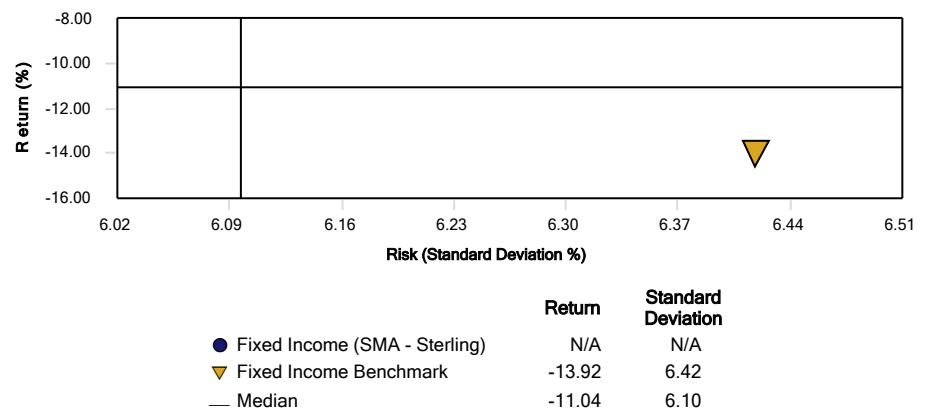 -8.00
-10.00
-12.00
-14.00
-16.00
Return (%)
6.02 6.09 6.16 6.23 6.30 6.37 6.44 6.51
Risk (Standard Deviation %)
Return Standard Deviation
Fixed Income (SMA - Sterling) N/A N/A
Fixed Income Benchmark -13.92 6.42
Median -11.04 6.10